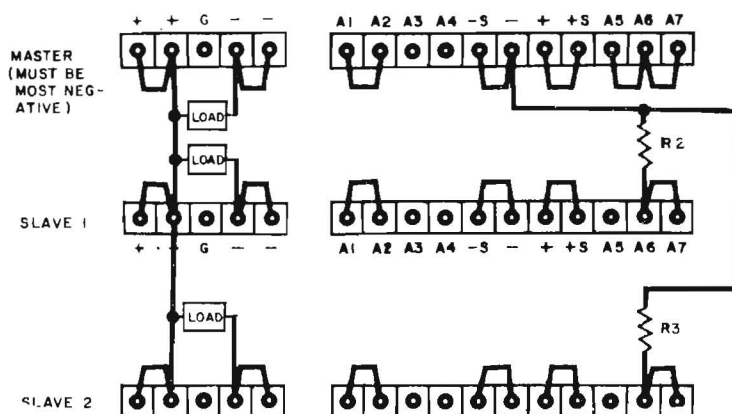 + + G - - A1 A2 A3 A4 -S - + +S A5 A6 A7
MASTER
(MUST BE
MOST NEG-
ATIVE)
LOAD
R2
LOAD
SLAVE 1
+ - G - - A1 A2 A3 A4 -S - + +S A5 A6 A7
LOAD
R3
SLAVE 2